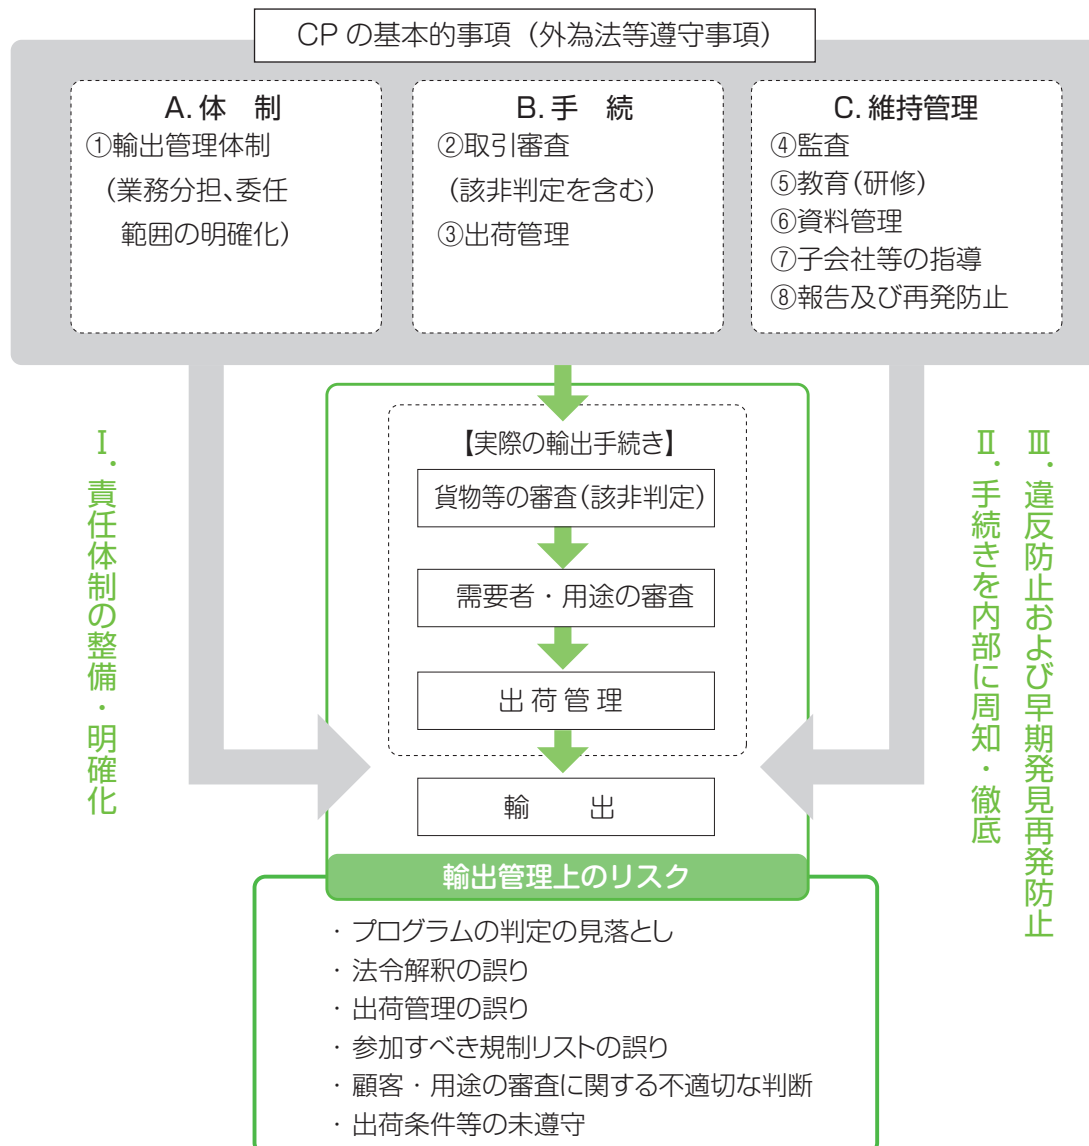 CP の基本的事項（外為法等遵守事項）
A. 体　制
①輸出管理体制
（業務分担、委任
範囲の明確化）
B. 手　続
②取引審査
（該非判定を含む）
③出荷管理
C. 維持管理
④監査
⑤教育（研修）
⑥資料管理
⑦子会社等の指導
⑧報告及び再発防止
Ⅰ．責任体制の整備・明確化
【実際の輸出手続き】
貨物等の審査（該非判定）
需要者・用途の審査
出荷管理
輸　出
Ⅲ．違反防止および早期発見再発防止
Ⅱ．手続きを内部に周知・徹底
輸出管理上のリスク
・プログラムの判定の見落とし
・法令解釈の誤り
・出荷管理の誤り
・参加すべき規制リストの誤り
・顧客・用途の審査に関する不適切な判断
・出荷条件等の未遵守